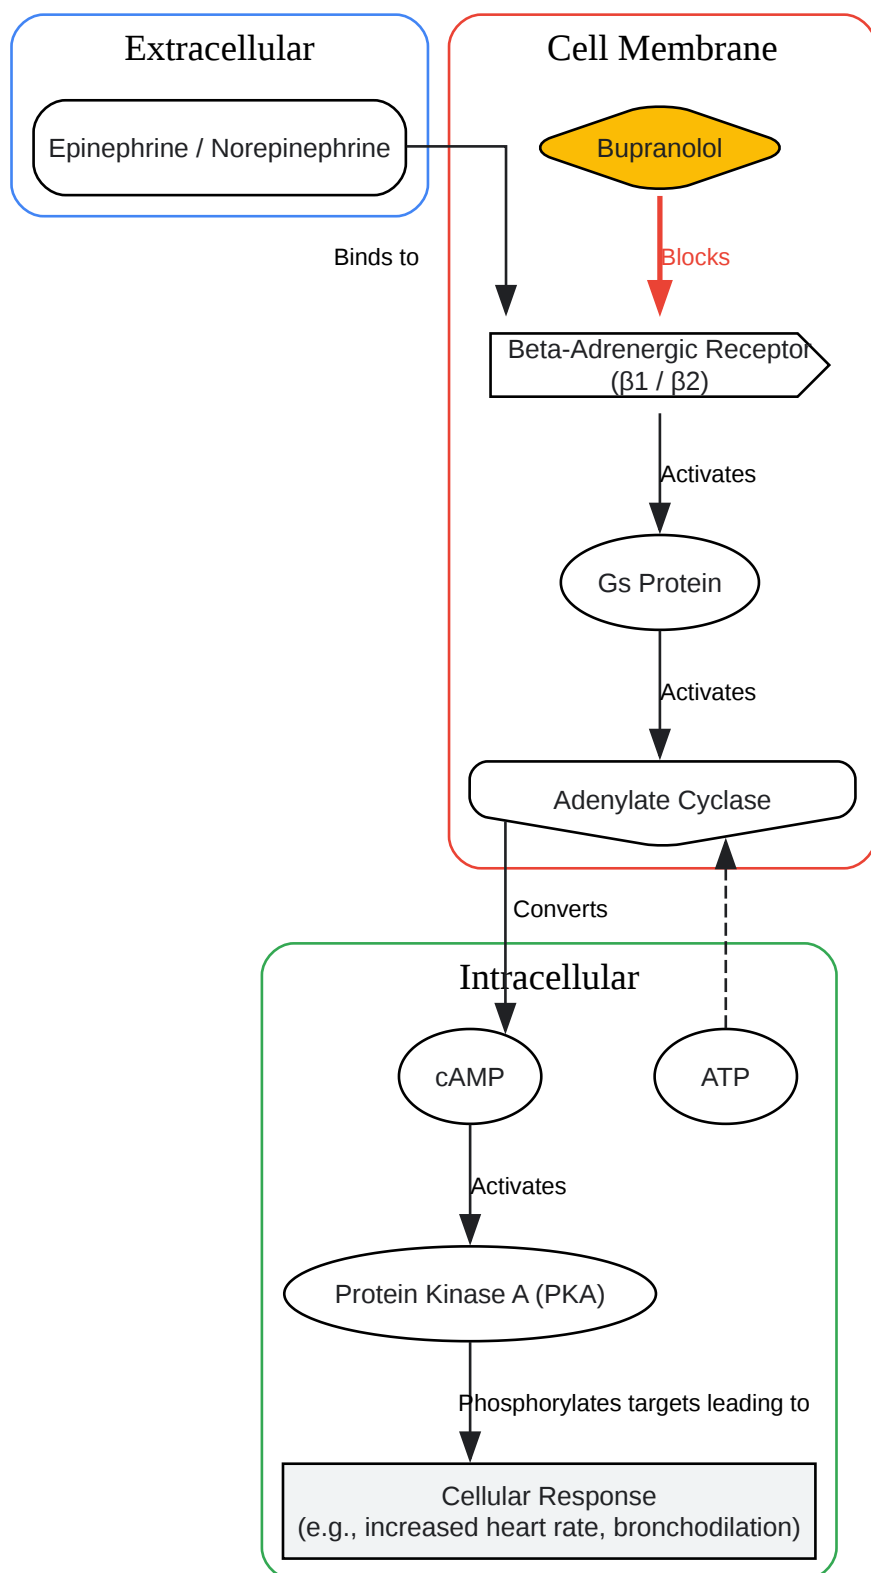 Extracellular
Cell Membrane
Epinephrine / Norepinephrine
Bupranolol
Binds to
Blocks
Beta-Adrenergic Receptor
(β1 / β2)
Activates
Gs Protein
Activates
Adenylate Cyclase
Converts
Intracellular
cAMP
ATP
Activates
Protein Kinase A (PKA)
Phosphorylates targets leading to
Cellular Response
(e.g., increased heart rate, bronchodilation)